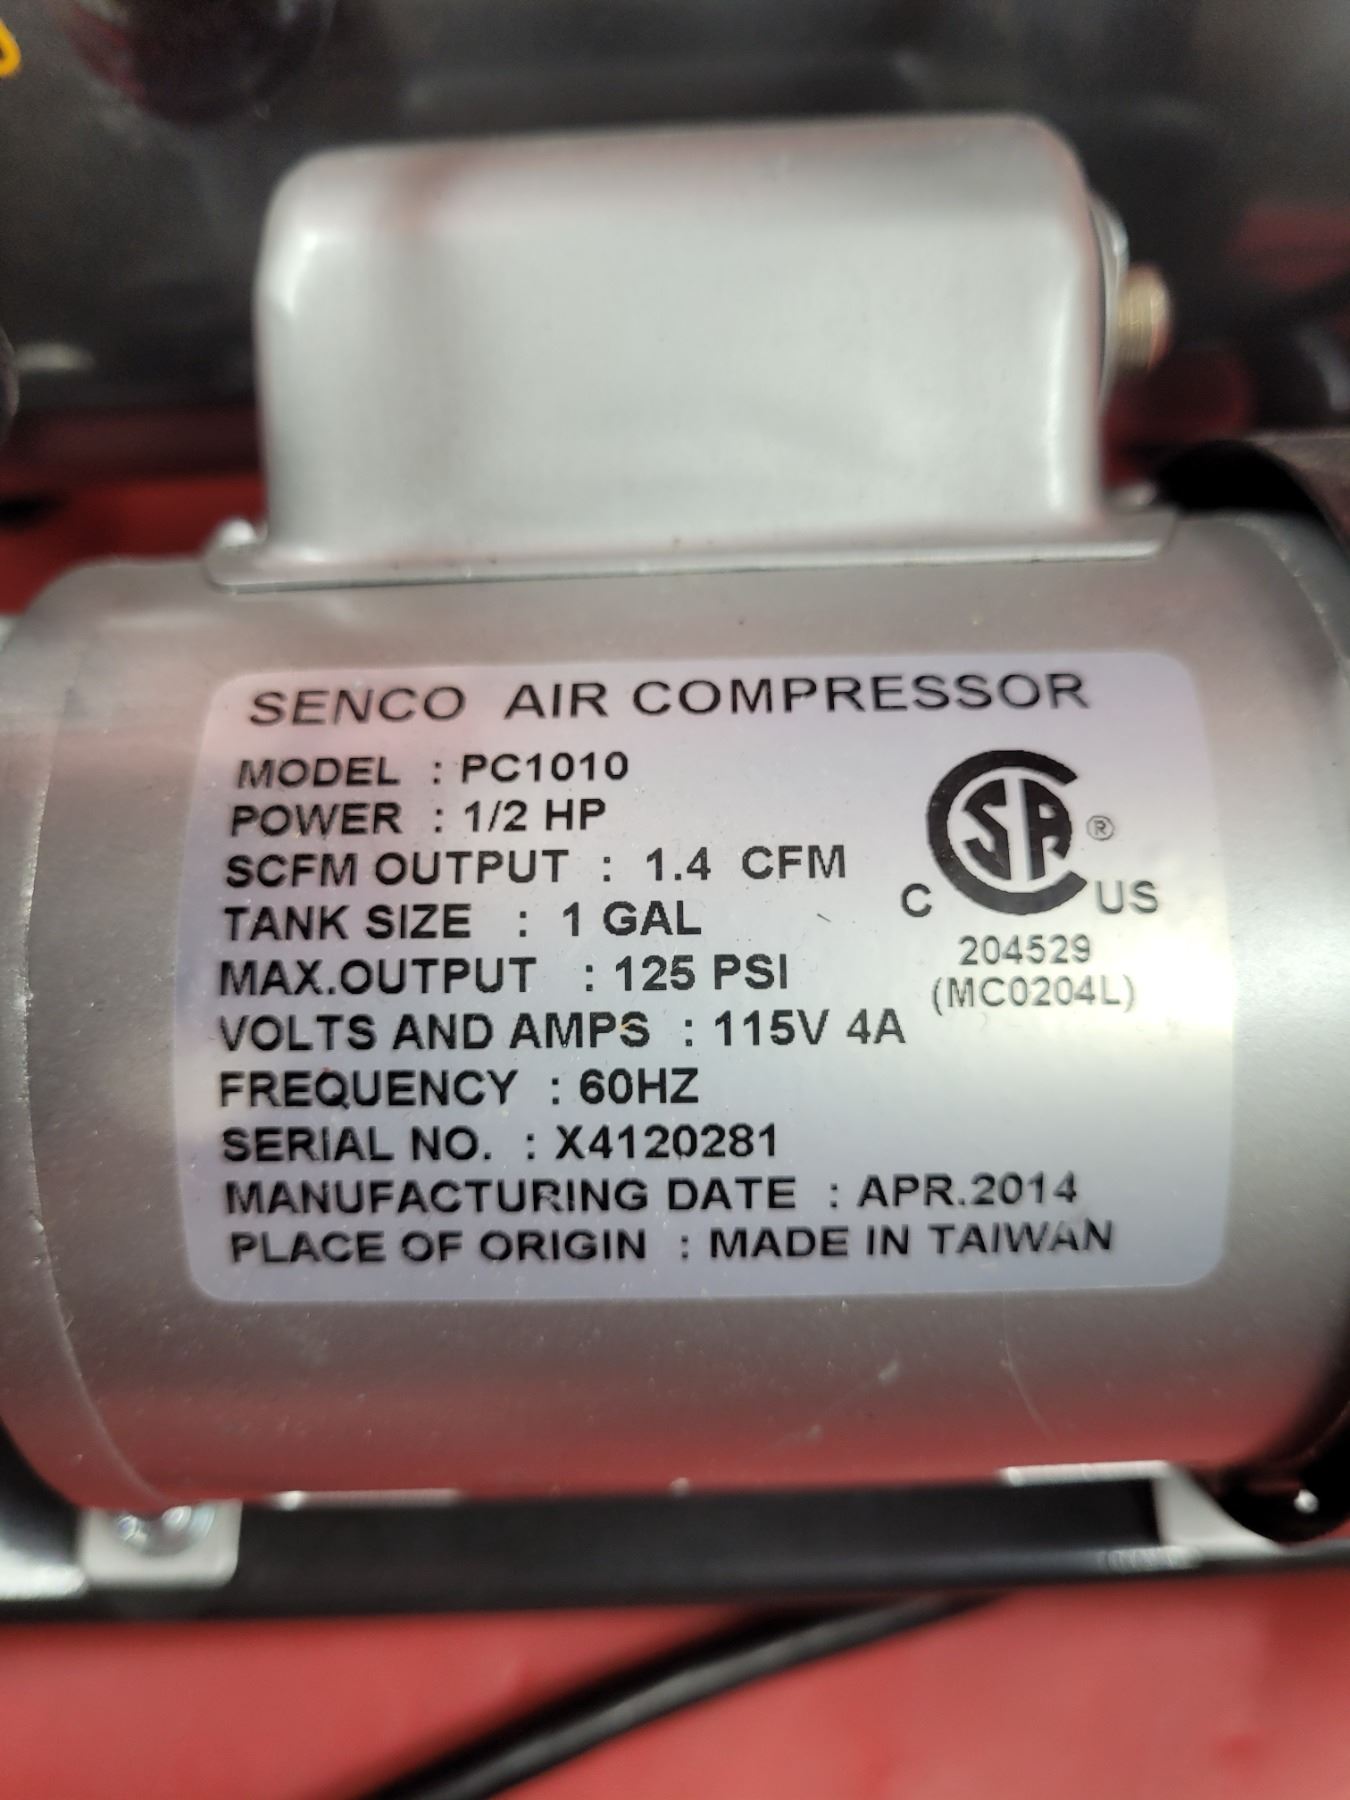 SENCO AIR COMPRESSOR
MODEL : PC1010
POWER : 1/2 HP
SCFM OUTPUT : 1.4 CFM
TANK SIZE : 1 GAL
MAX.OUTPUT : 125 PSI
VOLTS AND AMPS : 115V 4A
FREQUENCY : 60HZ
SERIAL NO. : X4120281
MANUFACTURING DATE : APR.2014
PLACE OF ORIGIN : MADE IN TAIWAN
CSA ®
C US
204529
(MC0204L)